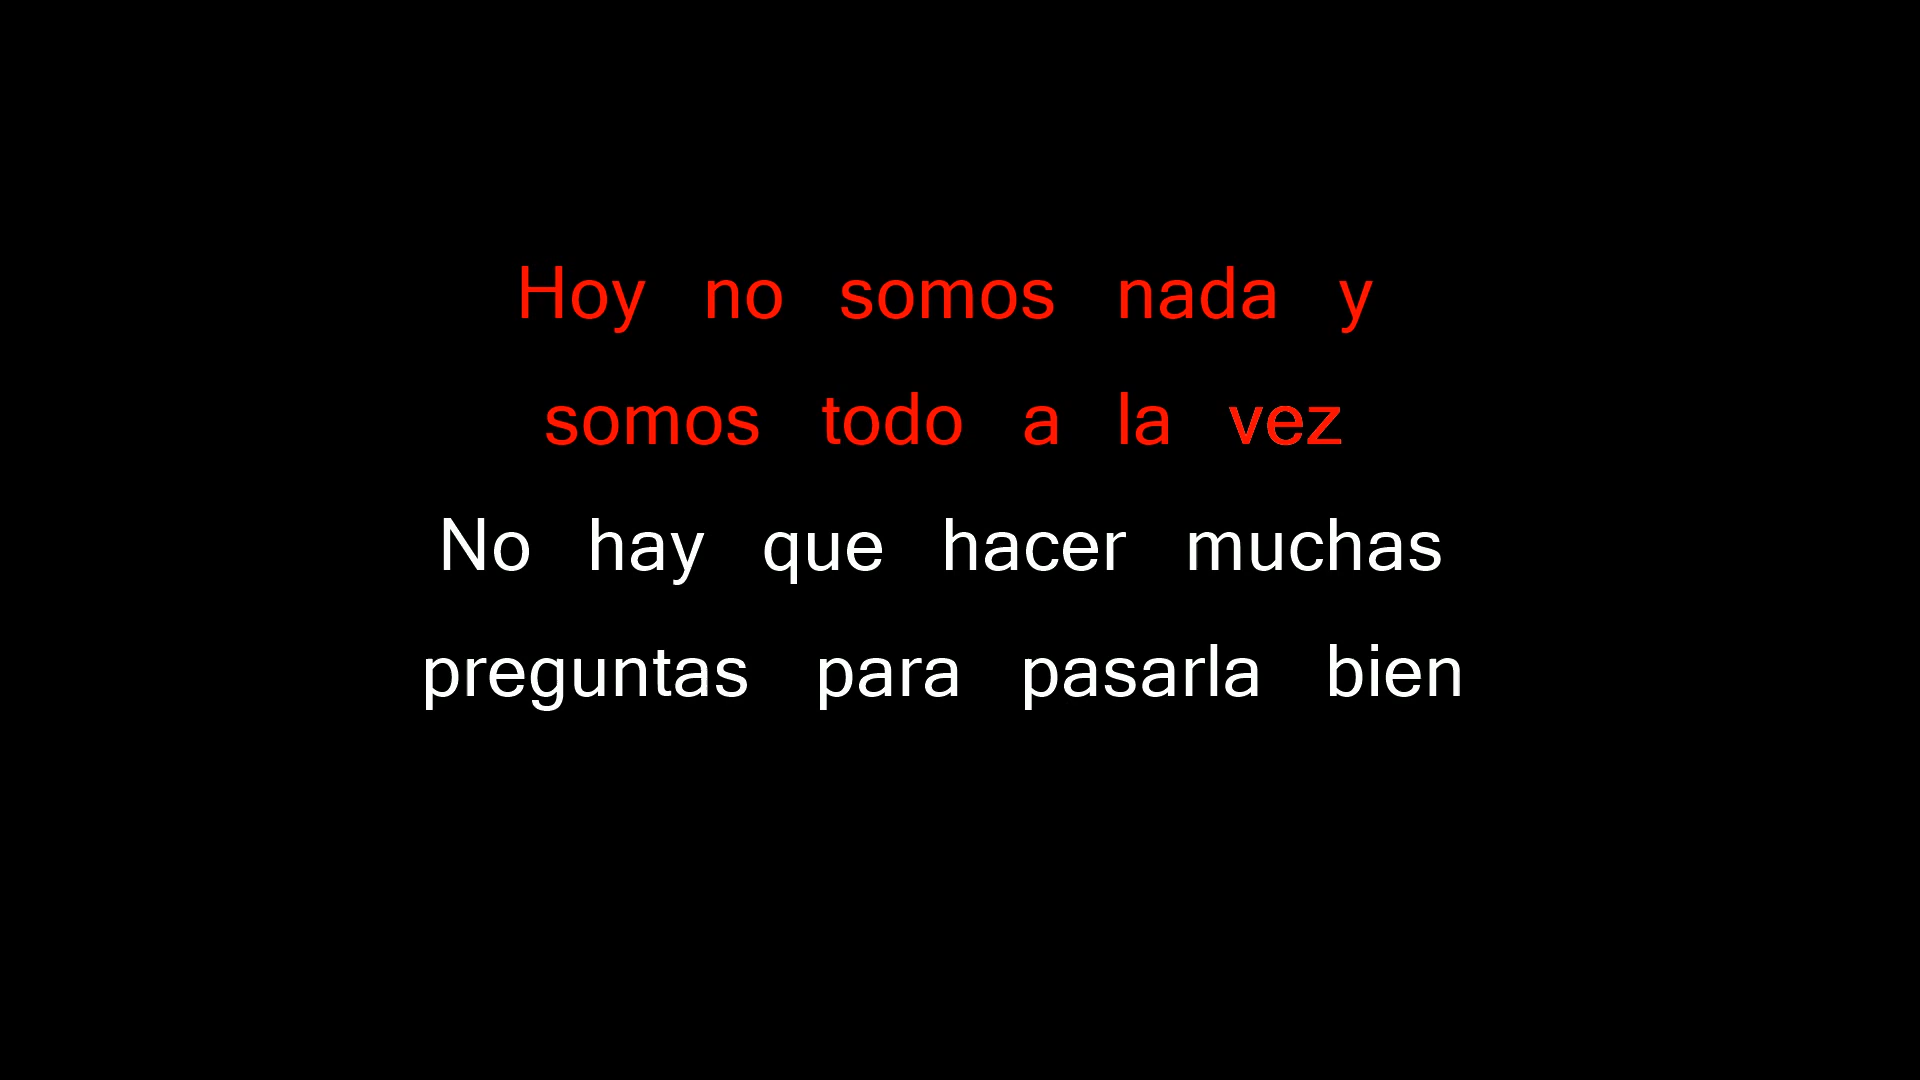 Hoy no somos nada y
somos todo a la vez
No hay que hacer muchas
preguntas para pasarla bien